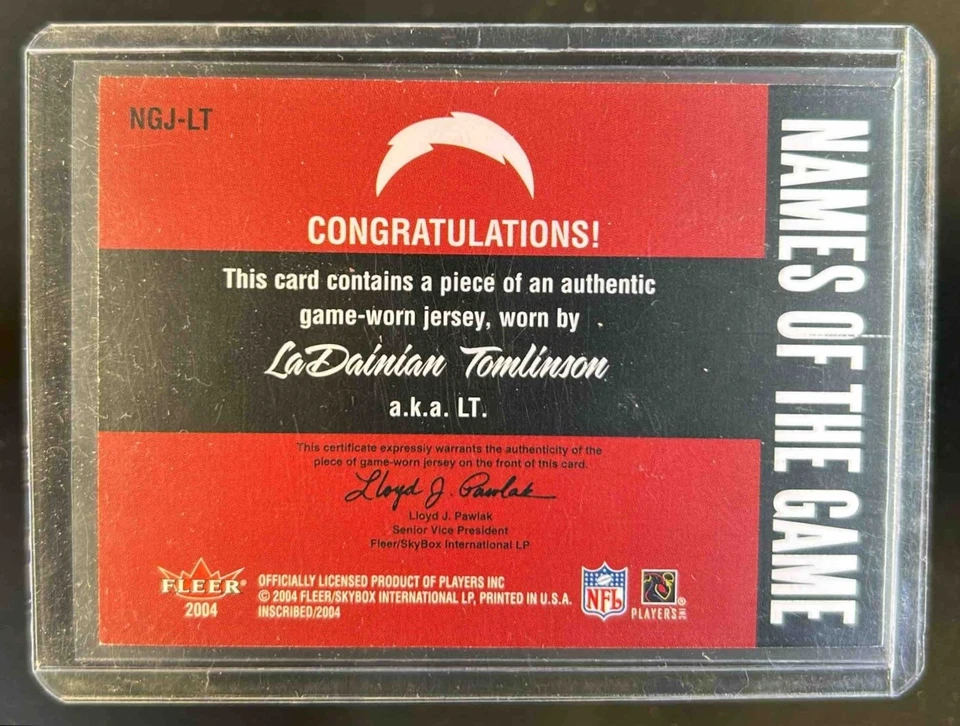 NGJ-LT
CONGRATULATIONS!
This card contains a piece of an authentic
game-worn jersey, worn by
LaDainian Tomlinson
a.k.a. LT.
This certificate expressly warrants the authenticity of the
piece of game-worn jersey on the front of this card.
Lloyd J. Pawlak
Lloyd J. Pawlak
Senior Vice President
Fleer/SkyBox International LP
FLEER®
2004
OFFICIALLY LICENSED PRODUCT OF PLAYERS INC
© 2004 FLEER/SKYBOX INTERNATIONAL LP, PRINTED IN U.S.A.
INSCRIBED/2004
NFL
PLAYERS INC ®
NAMES OF THE GAME